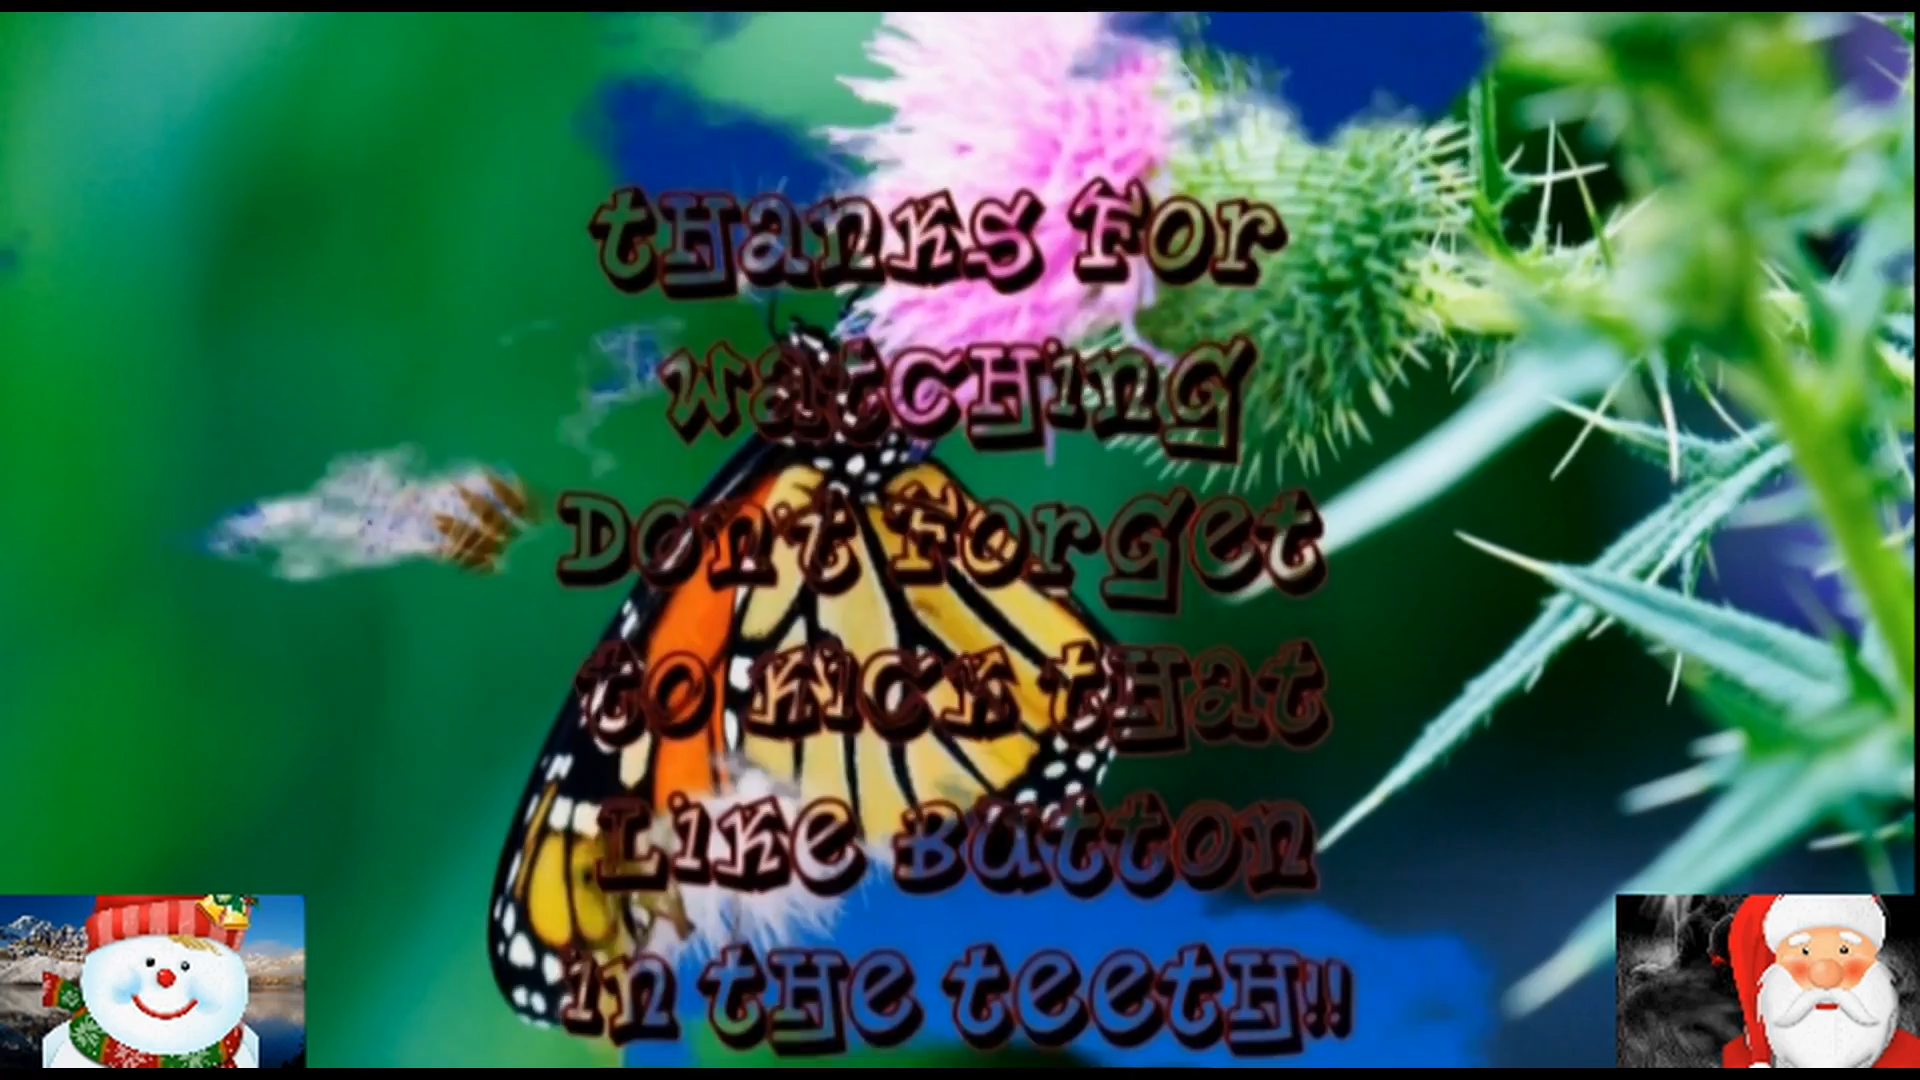 tHanks For
watCHinG
Don't ForGet
to kick tHat
Like Button
in tHe teetH!!